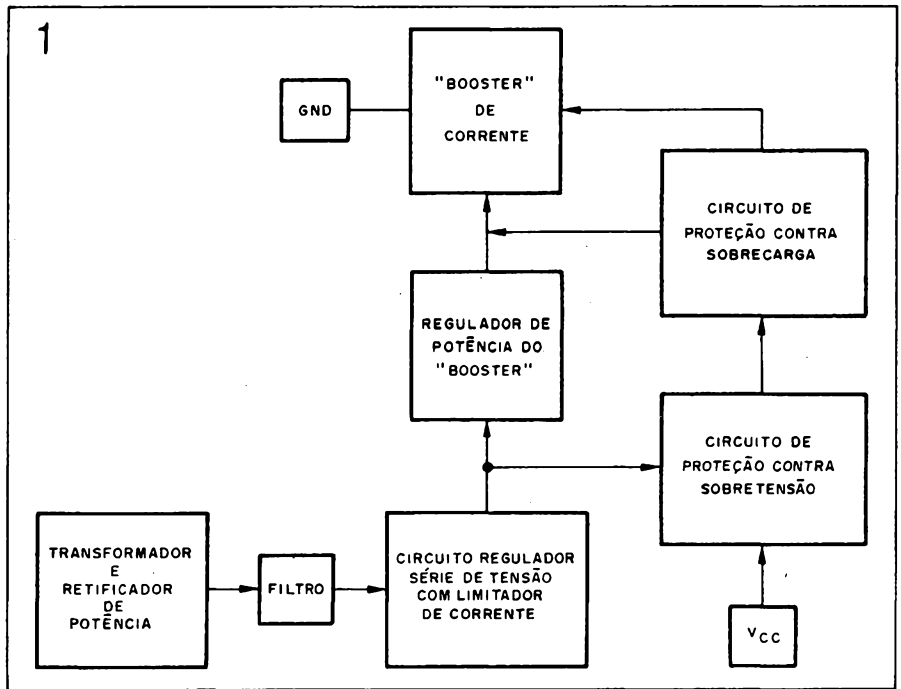 1
"BOOSTER"
DE
CORRENTE
GND
CIRCUITO DE
PROTEÇÃO CONTRA
SOBRECARGA
REGULADOR DE
POTÊNCIA DO
"BOOSTER"
CIRCUITO DE
PROTEÇÃO CONTRA
SOBRETENSÃO
TRANSFORMADOR
E
RETIFICADOR
DE
POTÊNCIA
FILTRO
CIRCUITO REGULADOR
SÉRIE DE TENSÃO
COM LIMITADOR
DE CORRENTE
VCC